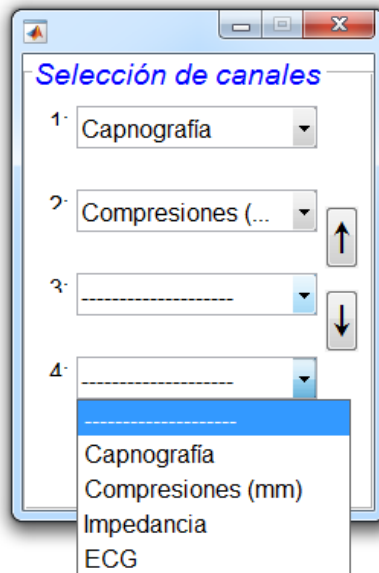 Selección de canales
1: Capnografía
2: Compresiones (...
3: --------------------
4: --------------------
--------------------
Capnografía
Compresiones (mm)
Impedancia
ECG